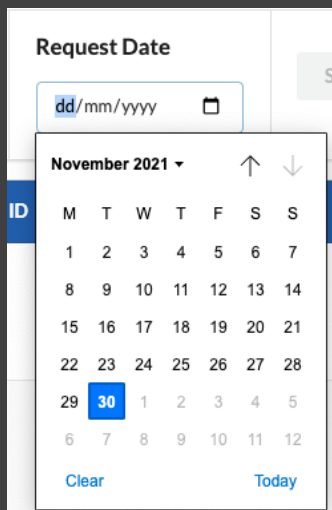 Request Date
dd/mm/yyyy
S
ID
November 2021
M T W T F S S
1 2 3 4 5 6 7
8 9 10 11 12 13 14
15 16 17 18 19 20 21
22 23 24 25 26 27 28
29 30 1 2 3 4 5
6 7 8 9 10 11 12
Clear Today